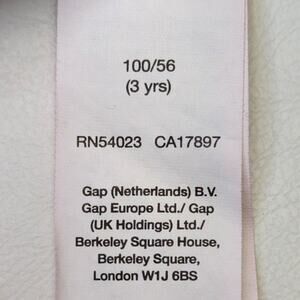 100/56
(3 yrs)
RN54023 CA17897
Gap (Netherlands) B.V.
Gap Europe Ltd./ Gap
(UK Holdings) Ltd./
Berkeley Square House,
Berkeley Square,
London W1J 6BS